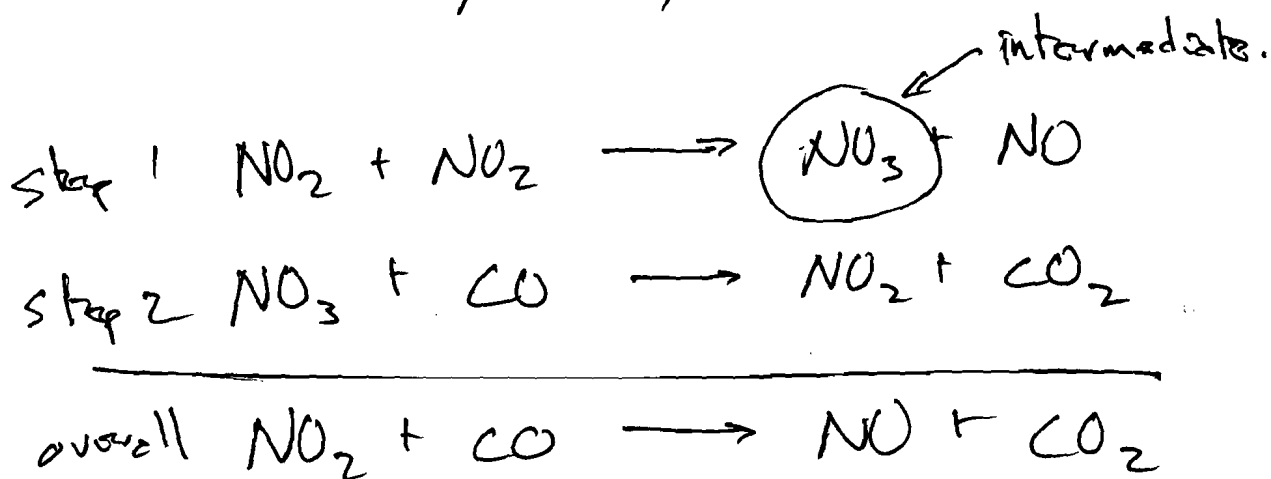 intermediate.
step 1 NO₂ + NO₂ ⟶ NO₃ + NO
step 2 NO₃ + CO ⟶ NO₂ + CO₂
overall NO₂ + CO ⟶ NO + CO₂